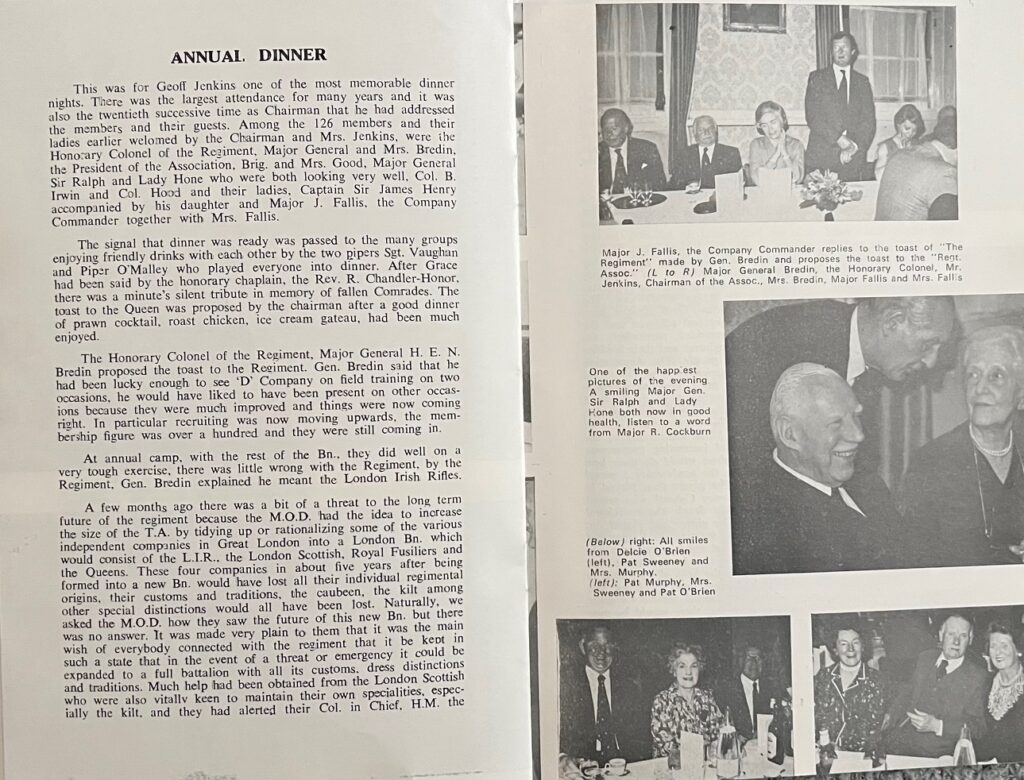 ANNUAL DINNER
This was for Geoff Jenkins one of the most memorable dinner
nights. There was the largest attendance for many years and it was
also the twentieth successive time as Chairman that he had addressed
the members and their guests. Among the 126 members and their
ladies earlier welomed by the Chairman and Mrs. Jenkins, were the
Honorary Colonel of the Regiment, Major General and Mrs. Bredin,
the President of the Association, Brig. and Mrs. Good, Major General
Sir Ralph and Lady Hone who were both looking very well, Col. B.
Irwin and Col. Hood and their ladies, Captain Sir James Henry
accompanied by his daughter and Major J. Fallis, the Company
Commander together with Mrs. Fallis.
The signal that dinner was ready was passed to the many groups
enjoying friendly drinks with each other by the two pipers Sgt. Vaughan
and Piper O'Malley who played everyone into dinner. After Grace
had been said by the honorary chaplain, the Rev. R. Chandler-Honor,
there was a minute's silent tribute in memory of fallen Comrades. The
toast to the Queen was proposed by the chairman after a good dinner
of prawn cocktail, roast chicken, ice cream gateau, had been much
enjoyed.
The Honorary Colonel of the Regiment, Major General H. E. N.
Bredin proposed the toast to the Regiment. Gen. Bredin said that he
had been lucky enough to see 'D' Company on field training on two
occasions, he would have liked to have been present on other occas-
ions because they were much improved and things were now coming
right. In particular recruiting was now moving upwards, the mem-
bership figure was over a hundred and they were still coming in.
At annual camp, with the rest of the Bn., they did well on a
very tough exercise, there was little wrong with the Regiment, by the
Regiment, Gen. Bredin explained he meant the London Irish Rifles.
A few months ago there was a bit of a threat to the long term
future of the regiment because the M.O.D. had the idea to increase
the size of the T.A. by tidying up or rationalizing some of the various
independent companies in Great London into a London Bn. which
would consist of the L.I.R., the London Scottish, Royal Fusiliers and
the Queens. These four companies in about five years after being
formed into a new Bn. would have lost all their individual regimental
origins, their customs and traditions, the caubeen, the kilt among
other special distinctions would all have been lost. Naturally, we
asked the M.O.D. how they saw the future of this new Bn. but there
was no answer. It was made very plain to them that it was the main
wish of everybody connected with the regiment that it be kept in
such a state that in the event of a threat or emergency it could be
expanded to a full battalion with all its customs, dress distinctions
and traditions. Much help had been obtained from the London Scottish
who were also vitally keen to maintain their own specialities, espec-
ially the kilt, and they had alerted their Col. in Chief, H.M. the
Major J. Fallis, the Company Commander replies to the toast of "The
Regiment" made by Gen. Bredin and proposes the toast to the "Regt.
Assoc." (L to R) Major General Bredin, the Honorary Colonel, Mr.
Jenkins, Chairman of the Assoc., Mrs. Bredin, Major Fallis and Mrs. Fallis
One of the happiest
pictures of the evening
A smiling Major Gen.
Sir Ralph and Lady
Hone both now in good
health, listen to a word
from Major R. Cockburn
(Below) right: All smiles
from Delcie O'Brien
(left), Pat Sweeney and
Mrs. Murphy.
(left): Pat Murphy, Mrs.
Sweeney and Pat O'Brien